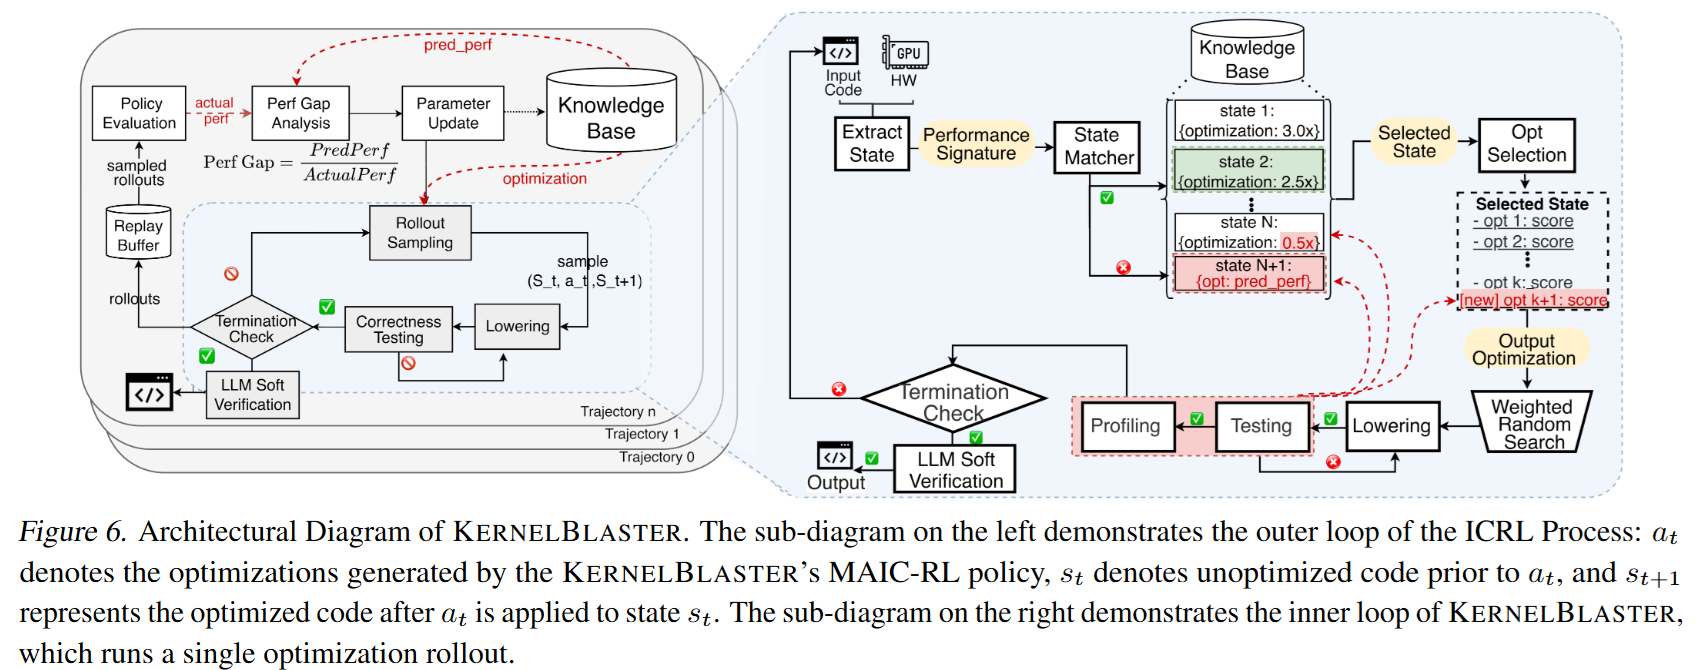 pred_perf
Policy
Evaluation
actual
perf
Perf Gap
Analysis
Parameter
Update
Knowledge
Base
Perf Gap = PredPerf
ActualPerf
sampled
rollouts
optimization
Replay
Buffer
Rollout
Sampling
sample
(S_t, a_t ,S_t+1)
rollouts
Termination
Check
Correctness
Testing
Lowering
LLM Soft
Verification
</>
Trajectory n
Trajectory 1
Trajectory 0
</>
Input
Code
GPU
HW
Extract
State
Performance
Signature
State
Matcher
Knowledge
Base
state 1:
{optimization: 3.0x}
state 2:
{optimization: 2.5x}
state N:
{optimization: 0.5x}
state N+1:
{opt: pred_perf}
Selected
State
Opt
Selection
Selected State
- opt 1: score
- opt 2: score
- opt k: score
[new] opt k+1: score
Output
Optimization
Weighted
Random
Search
Lowering
Testing
Profiling
Termination
Check
LLM Soft
Verification
</>
Output
Figure 6. Architectural Diagram of KERNELBLASTER. The sub-diagram on the left demonstrates the outer loop of the ICRL Process: a_t
denotes the optimizations generated by the KERNELBLASTER's MAIC-RL policy, s_t denotes unoptimized code prior to a_t, and s_{t+1}
represents the optimized code after a_t is applied to state s_t. The sub-diagram on the right demonstrates the inner loop of KERNELBLASTER,
which runs a single optimization rollout.